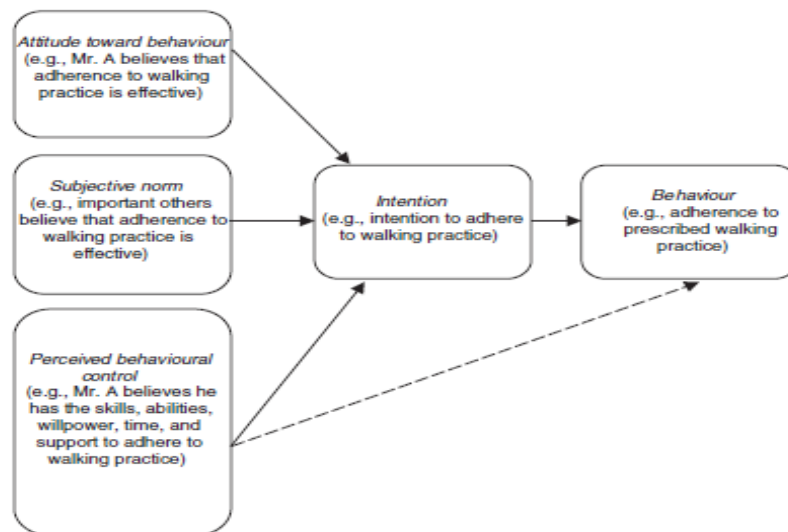 Attitude toward behaviour
(e.g., Mr. A believes that
adherence to walking
practice is effective)
Subjective norm
(e.g., important others
believe that adherence to
walking practice is
effective)
Perceived behavioural
control
(e.g., Mr. A believes he
has the skills, abilities,
willpower, time, and
support to adhere to
walking practice)
Intention
(e.g., intention to adhere
to walking practice)
Behaviour
(e.g., adherence to
prescribed walking
practice)